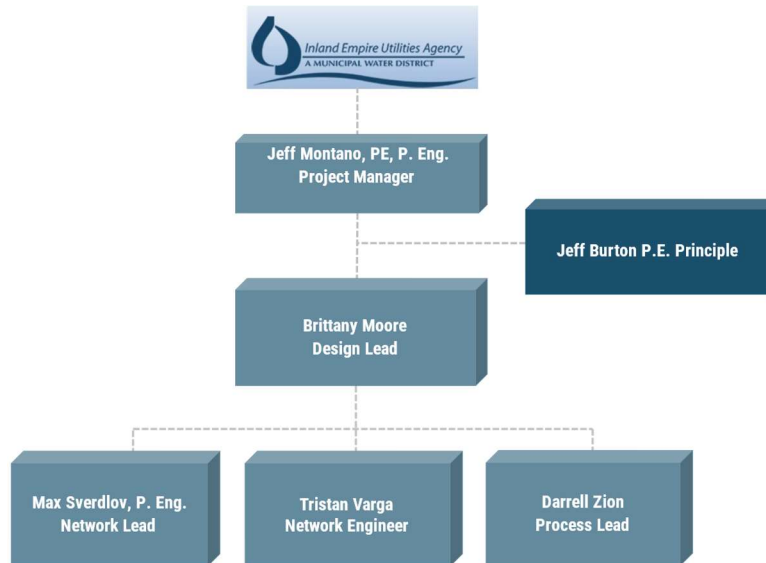 Inland Empire Utilities Agency
A MUNICIPAL WATER DISTRICT
Jeff Montano, PE, P. Eng.
Project Manager
Jeff Burton P.E. Principle
Brittany Moore
Design Lead
Max Sverdlov, P. Eng.
Network Lead
Tristan Varga
Network Engineer
Darrell Zion
Process Lead